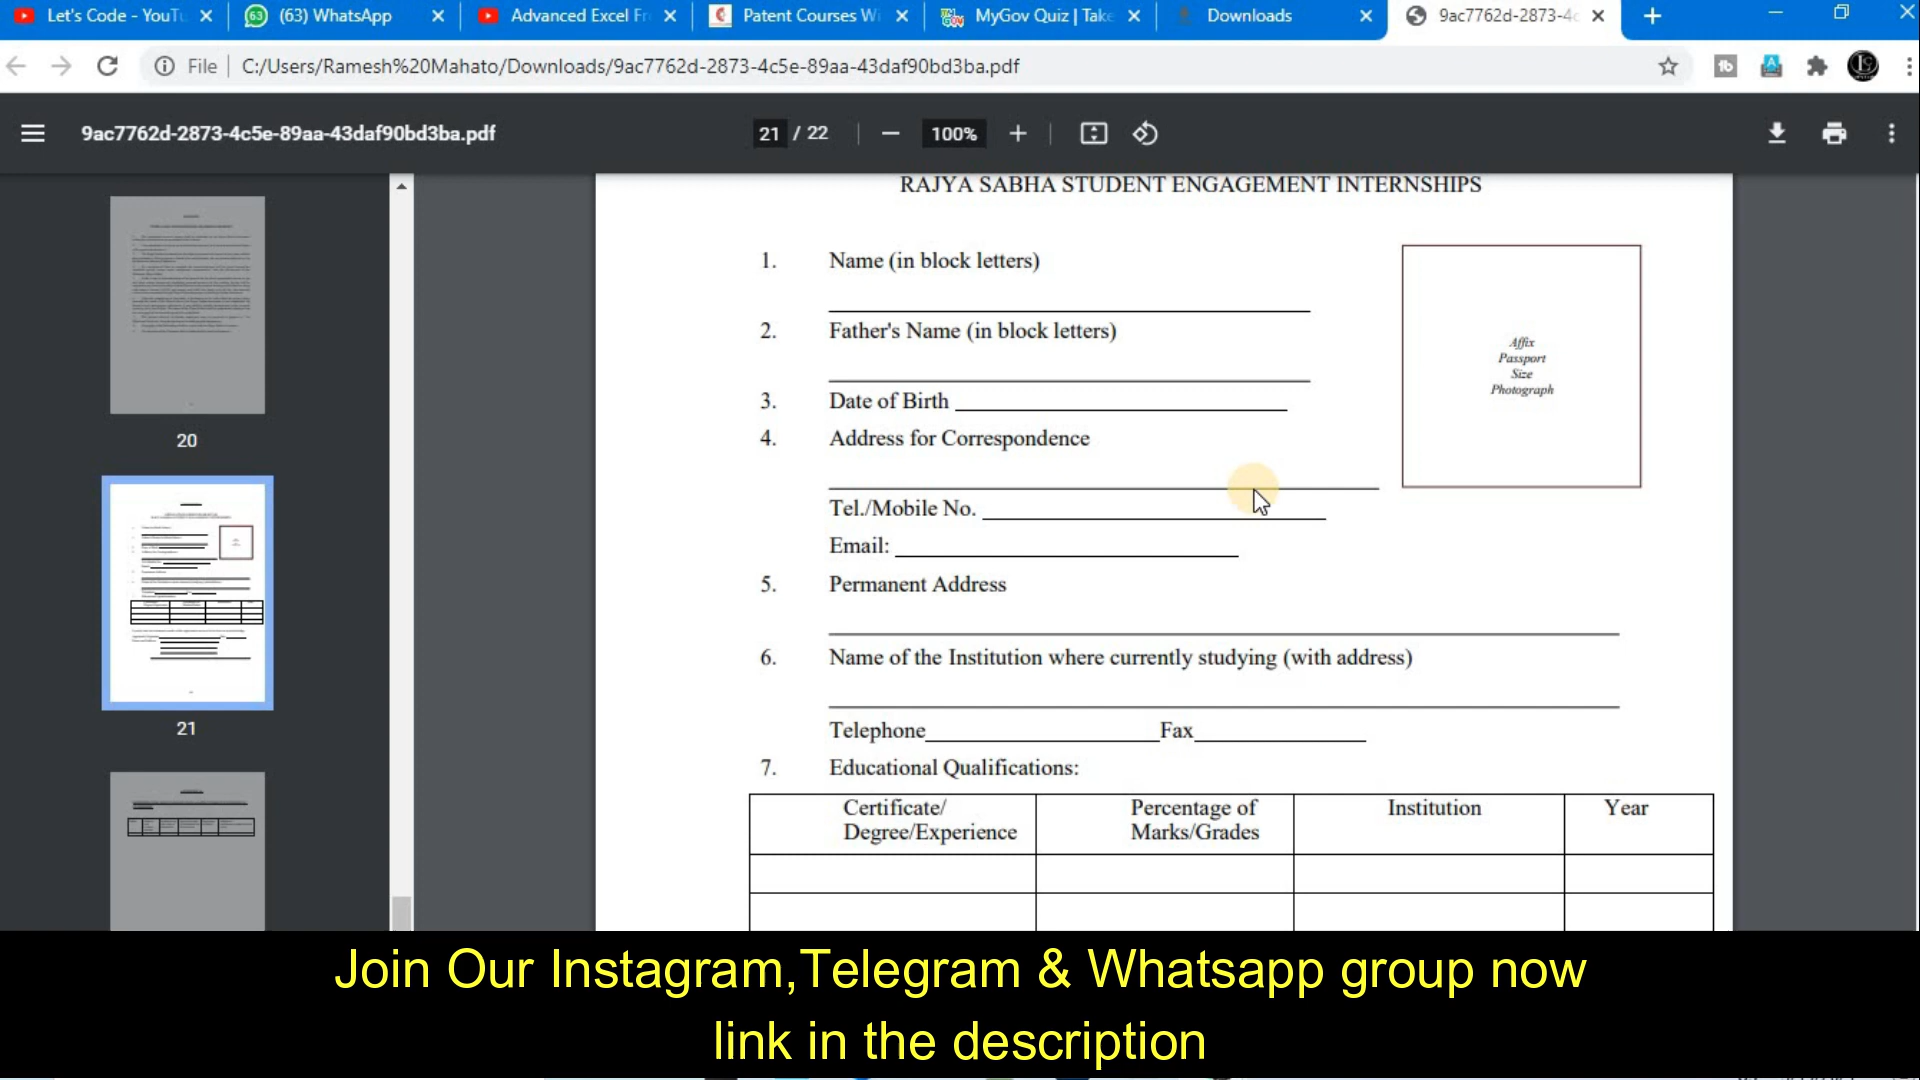 Let's Code - YouTu
(63) WhatsApp
Advanced Excel Fr
Patent Courses Wi
MyGov Quiz | Take
Downloads
9ac7762d-2873-4c
File
C:/Users/Ramesh%20Mahato/Downloads/9ac7762d-2873-4c5e-89aa-43daf90bd3ba.pdf
9ac7762d-2873-4c5e-89aa-43daf90bd3ba.pdf
21 / 22
100%
20
21
RAJYA SABHA STUDENT ENGAGEMENT INTERNSHIPS
1. Name (in block letters)
2. Father's Name (in block letters)
3. Date of Birth
4. Address for Correspondence
Tel./Mobile No.
Email:
5. Permanent Address
6. Name of the Institution where currently studying (with address)
Telephone Fax
7. Educational Qualifications:
Affix
Passport
Size
Photograph
Certificate/ Percentage of Institution Year
Degree/Experience Marks/Grades
Join Our Instagram,Telegram & Whatsapp group now
link in the description